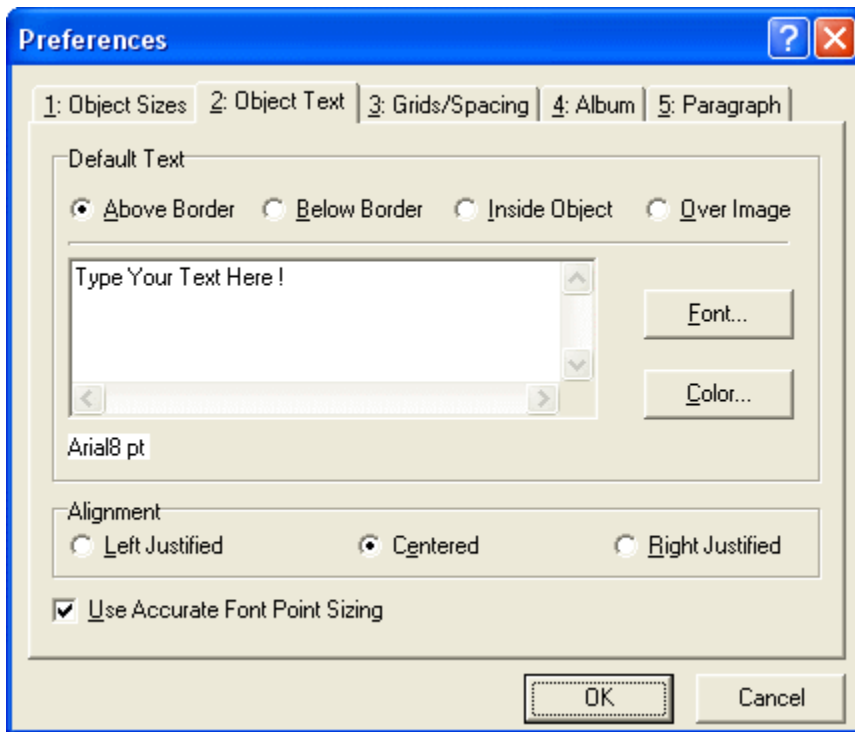 Preferences
1: Object Sizes 2: Object Text 3: Grids/Spacing 4: Album 5: Paragraph
Default Text
Above Border Below Border Inside Object Over Image
Type Your Text Here !
Font...
Color...
Arial8 pt
Alignment
Left Justified Centered Right Justified
Use Accurate Font Point Sizing
OK Cancel